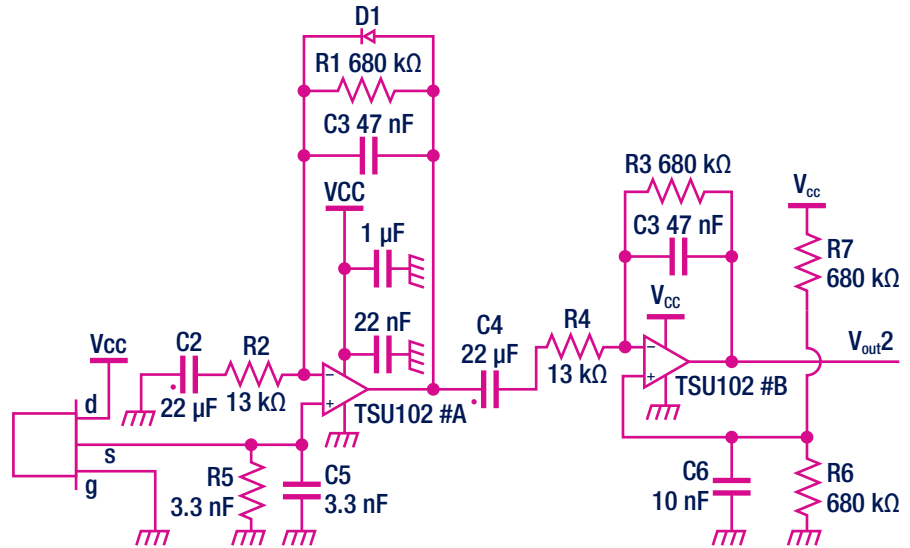 D1
R1 680 kΩ
C3 47 nF
VCC
1 µF
22 nF
Vcc
C2
22 µF
R2
13 kΩ
−
+
TSU102 #A
d
s
g
R5
3.3 nF
C5
3.3 nF
C4
22 µF
R4
13 kΩ
R3 680 kΩ
C3 47 nF
Vcc
−
+
TSU102 #B
Vcc
R7
680 kΩ
Vout2
C6
10 nF
R6
680 kΩ